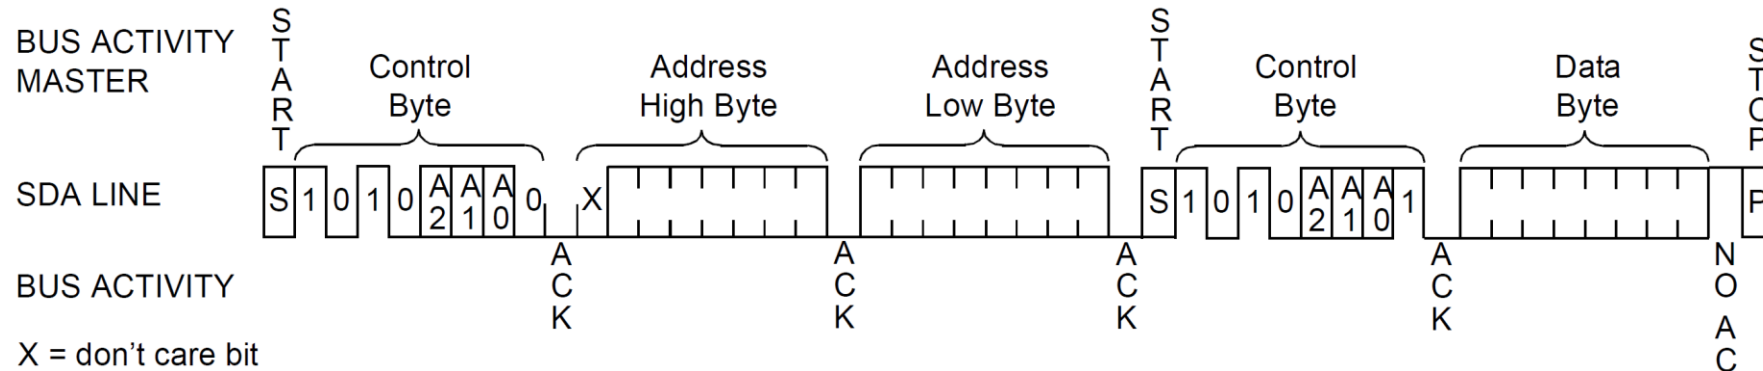 BUS ACTIVITY
MASTER
START
Control
Byte
Address
High Byte
Address
Low Byte
START
Control
Byte
Data
Byte
STOP
SDA LINE
S 1 0 1 0 A2 A1 A0 0 X S 1 0 1 0 A2 A1 A0 1 P
BUS ACTIVITY
ACK
ACK
ACK
ACK
NO AC
X = don't care bit